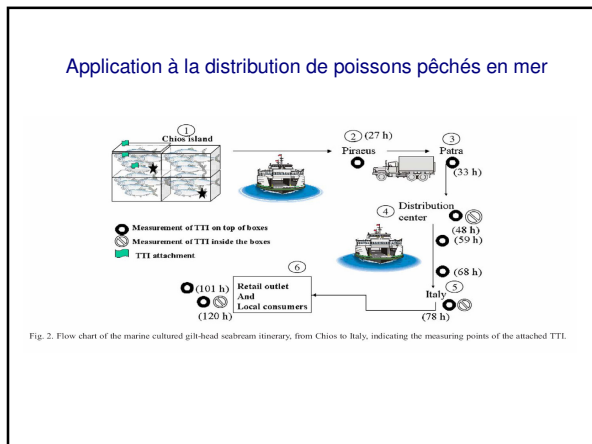 Application à la distribution de poissons pêchés en mer
1
Chios island
2 (27 h)
Piraeus
3
Patra
(33 h)
4
Distribution
center
(48 h)
(59 h)
(68 h)
Measurement of TTI on top of boxes
Measurement of TTI inside the boxes
TTI attachment
6
Retail outlet
And
Local consumers
(101 h)
(120 h)
Italy
5
(78 h)
Fig. 2. Flow chart of the marine cultured gilt-head seabream itinerary, from Chios to Italy, indicating the measuring points of the attached TTI.